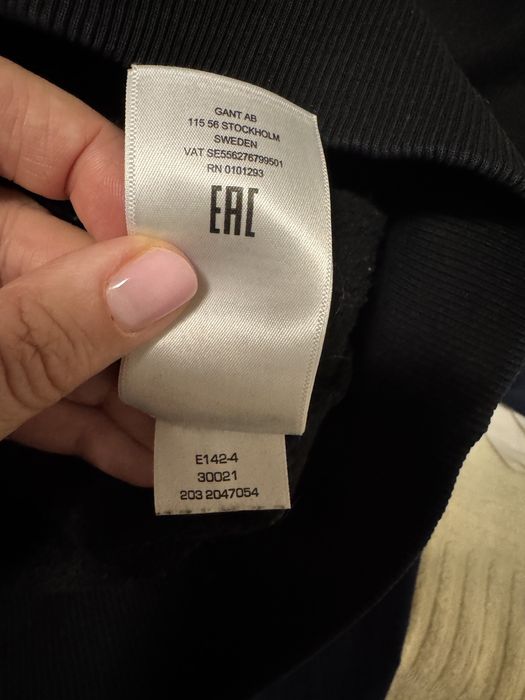 GANT AB
115 56 STOCKHOLM
SWEDEN
VAT SE556276799501
RN 0101293
EAC
E142-4
30021
203 2047054